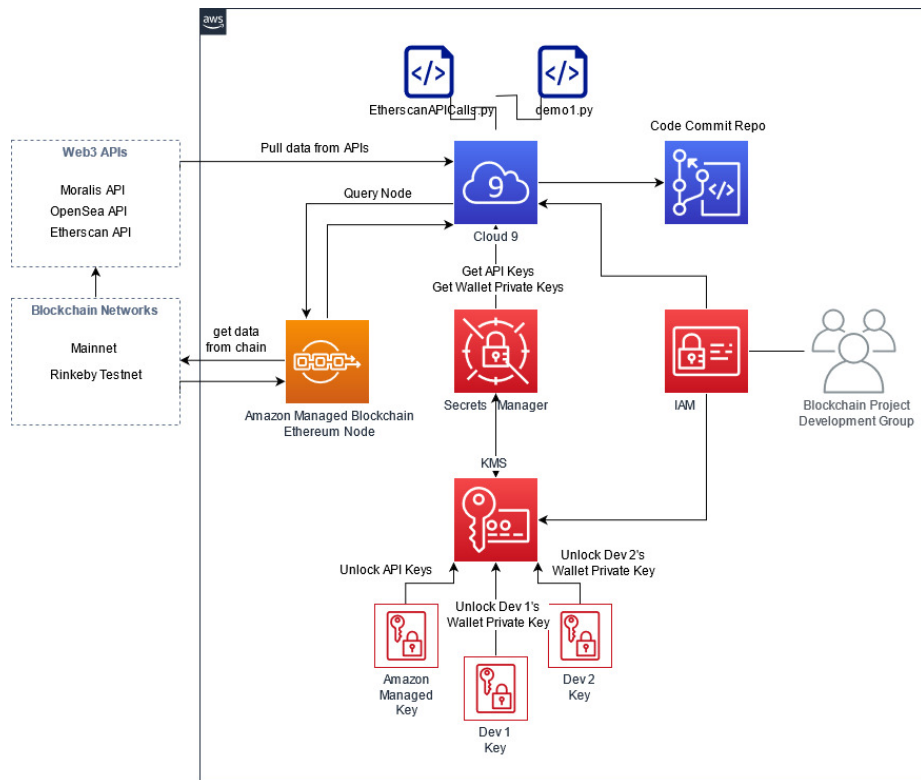 aws
EtherscanAPICalls.py
demo1.py
Code Commit Repo
Web3 APIs
Moralis API
OpenSea API
Etherscan API
Pull data from APIs
9
Query Node
Cloud 9
Get API Keys
Get Wallet Private Keys
Blockchain Networks
Mainnet
Rinkeby Testnet
get data
from chain
Amazon Managed Blockchain
Ethereum Node
Secrets Manager
IAM
Blockchain Project
Development Group
KMS
Unlock API Keys
Unlock Dev 1's
Wallet Private Key
Unlock Dev 2's
Wallet Private Key
Amazon
Managed
Key
Dev 1
Key
Dev 2
Key